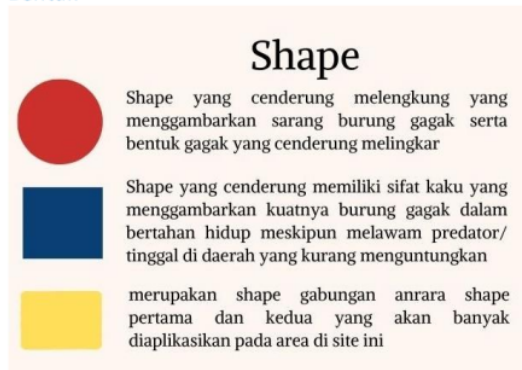 Shape
Shape yang cenderung melengkung yang
menggambarkan sarang burung gagak serta
bentuk gagak yang cenderung melingkar
Shape yang cenderung memiliki sifat kaku yang
menggambarkan kuatnya burung gagak dalam
bertahan hidup meskipun melawam predator/
tinggal di daerah yang kurang menguntungkan
merupakan shape gabungan anrara shape
pertama dan kedua yang akan banyak
diaplikasikan pada area di site ini